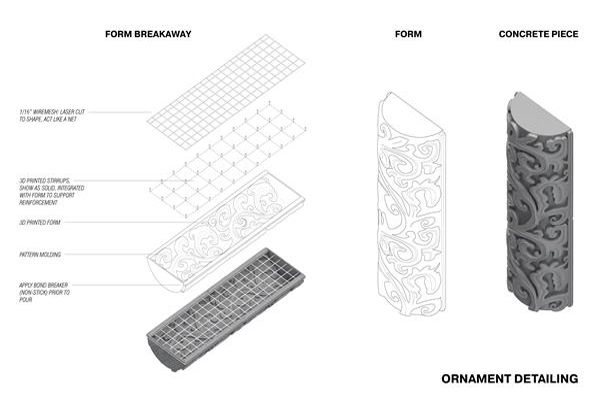 FORM BREAKAWAY
FORM
CONCRETE PIECE
1/16" WIREMESH: LASER CUT
TO SHAPE, ACT LIKE A NET
3D PRINTED STIRRUPS,
SHOW AS SOLID, INTEGRATED
WITH FORM TO SUPPORT
REINFORCEMENT
3D PRINTED FORM
PATTERN MOLDING
APPLY BOND BREAKER
(NON-STICK) PRIOR TO
POUR
ORNAMENT DETAILING